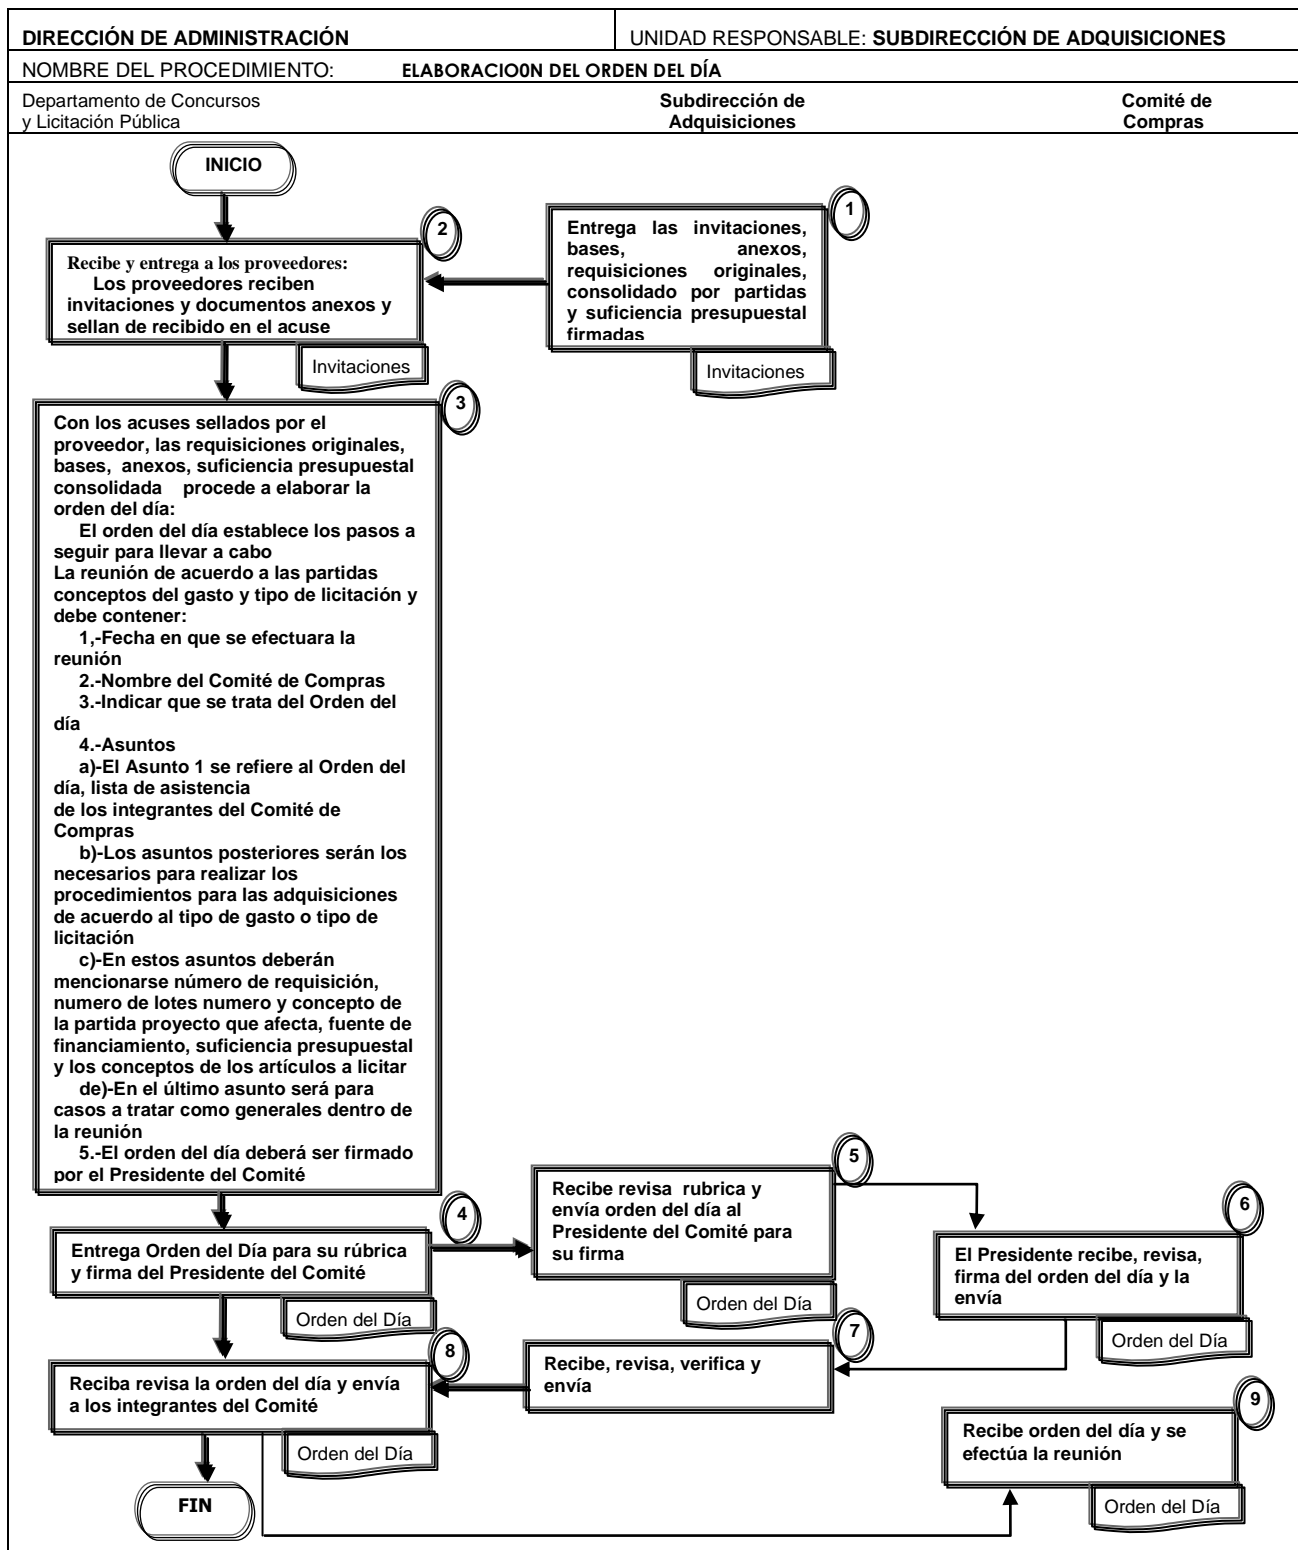 DIRECCIÓN DE ADMINISTRACIÓN
UNIDAD RESPONSABLE: SUBDIRECCIÓN DE ADQUISICIONES
NOMBRE DEL PROCEDIMIENTO: ELABORACIO0N DEL ORDEN DEL DÍA
Departamento de Concursos
y Licitación Pública
Subdirección de
Adquisiciones
Comité de
Compras
INICIO
1
Entrega las invitaciones,
bases, anexos,
requisiciones originales,
consolidado por partidas
y suficiencia presupuestal
firmadas
Invitaciones
2
Recibe y entrega a los proveedores:
Los proveedores reciben
invitaciones y documentos anexos y
sellan de recibido en el acuse
Invitaciones
3
Con los acuses sellados por el
proveedor, las requisiciones originales,
bases, anexos, suficiencia presupuestal
consolidada procede a elaborar la
orden del día:
El orden del día establece los pasos a
seguir para llevar a cabo
La reunión de acuerdo a las partidas
conceptos del gasto y tipo de licitación y
debe contener:
1,-Fecha en que se efectuara la
reunión
2.-Nombre del Comité de Compras
3.-Indicar que se trata del Orden del
día
4.-Asuntos
a)-El Asunto 1 se refiere al Orden del
día, lista de asistencia
de los integrantes del Comité de
Compras
b)-Los asuntos posteriores serán los
necesarios para realizar los
procedimientos para las adquisiciones
de acuerdo al tipo de gasto o tipo de
licitación
c)-En estos asuntos deberán
mencionarse número de requisición,
numero de lotes numero y concepto de
la partida proyecto que afecta, fuente de
financiamiento, suficiencia presupuestal
y los conceptos de los artículos a licitar
de)-En el último asunto será para
casos a tratar como generales dentro de
la reunión
5.-El orden del día deberá ser firmado
por el Presidente del Comité
4
Entrega Orden del Día para su rúbrica
y firma del Presidente del Comité
Orden del Día
5
Recibe revisa rubrica y
envía orden del día al
Presidente del Comité para
su firma
Orden del Día
6
El Presidente recibe, revisa,
firma del orden del día y la
envía
Orden del Día
7
Recibe, revisa, verifica y
envía
8
Reciba revisa la orden del día y envía
a los integrantes del Comité
Orden del Día
9
Recibe orden del día y se
efectúa la reunión
Orden del Día
FIN